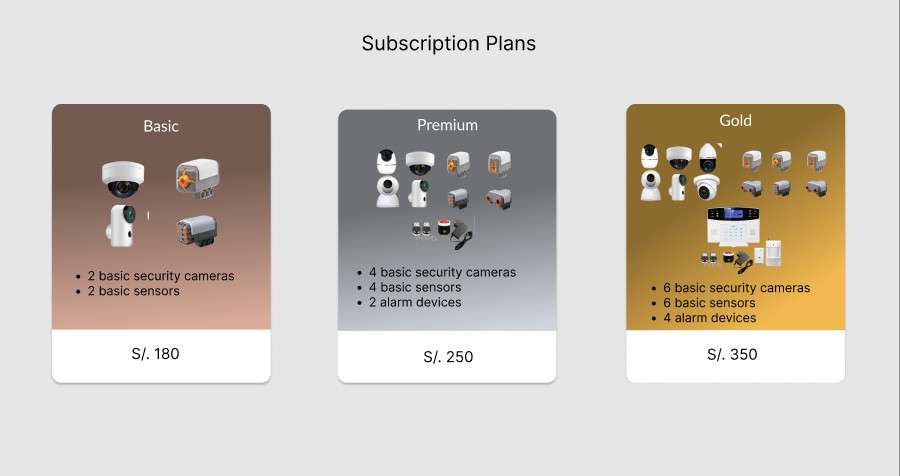 Subscription Plans
Basic
• 2 basic security cameras
• 2 basic sensors
S/. 180
Premium
• 4 basic security cameras
• 4 basic sensors
• 2 alarm devices
S/. 250
Gold
• 6 basic security cameras
• 6 basic sensors
• 4 alarm devices
S/. 350